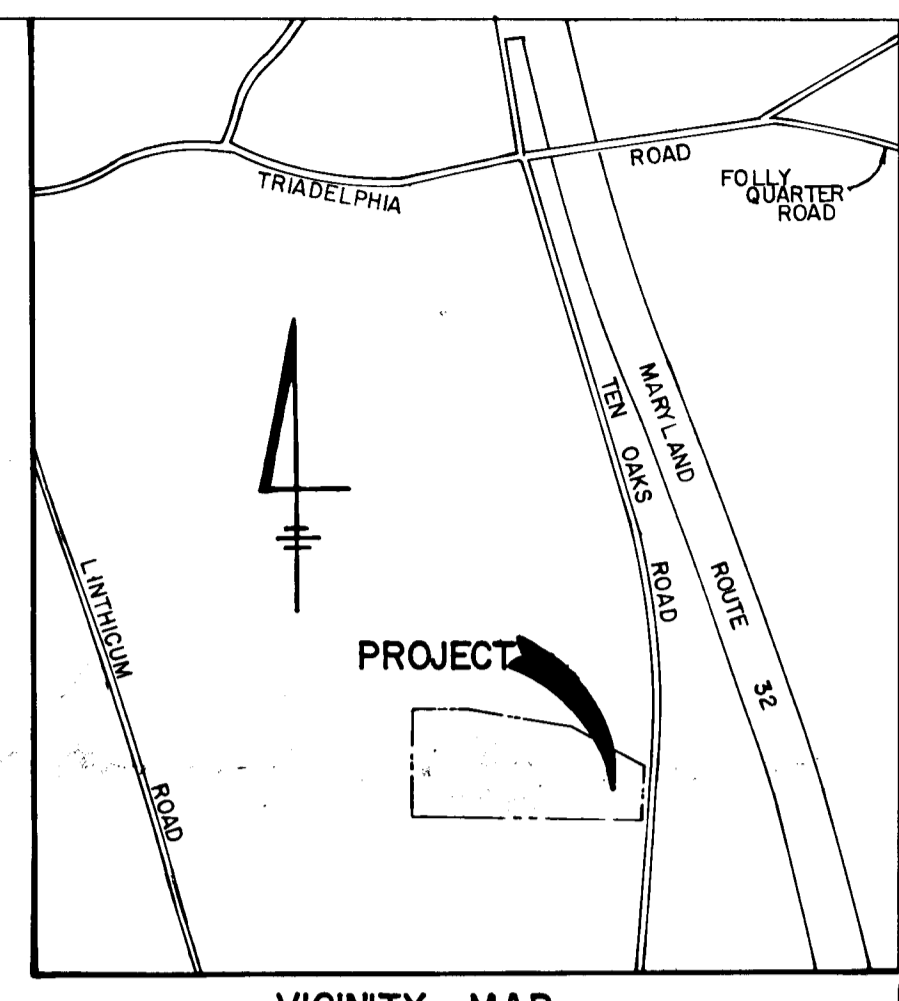 TRIADELPHIA
ROAD
FOLLY
QUARTER
ROAD
MARYLAND
ROUTE
32
TEN OAKS
ROAD
LINTHICUM
ROAD
PROJECT
VICINITY MAP